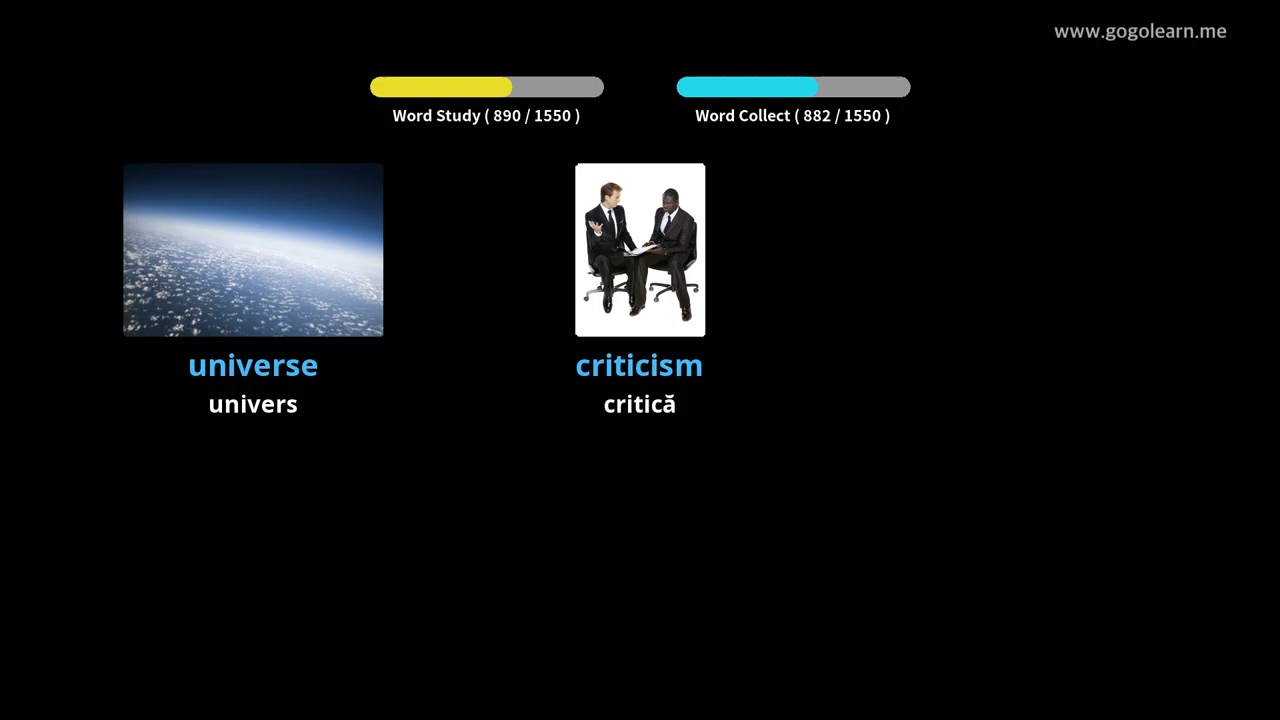 www.gogolearn.me
Word Study ( 890 / 1550 )
Word Collect ( 882 / 1550 )
universe
criticism
univers
critică